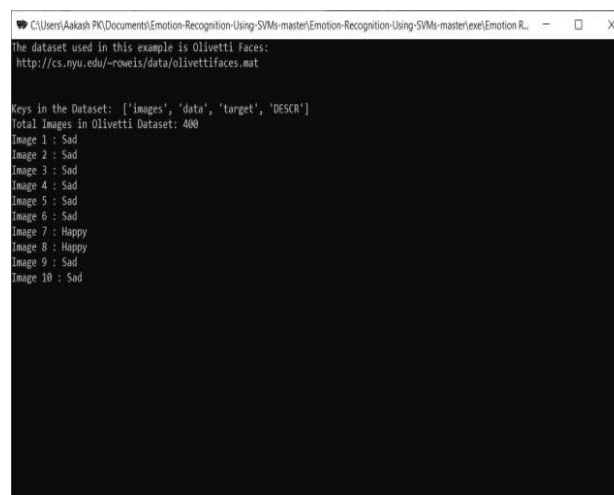 C:\Users\Aakash PK\Documents\Emotion-Recognition-Using-SVMs-master\Emotion-Recognition-Using-SVMs-master\exe\Emotion R...
The dataset used in this example is Olivetti Faces:
http://cs.nyu.edu/~roweis/data/olivettifaces.mat
Keys in the Dataset: ['images', 'data', 'target', 'DESCR']
Total Images in Olivetti Dataset: 400
Image 1 : Sad
Image 2 : Sad
Image 3 : Sad
Image 4 : Sad
Image 5 : Sad
Image 6 : Sad
Image 7 : Happy
Image 8 : Happy
Image 9 : Sad
Image 10 : Sad